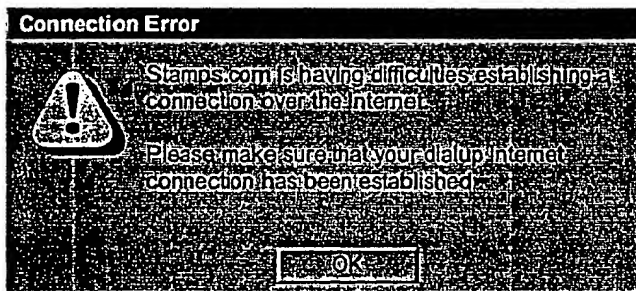 Connection Error
Stamps.com is having difficulties establishing a
connection over the Internet.
Please make sure that your dialup Internet
connection has been established.
OK